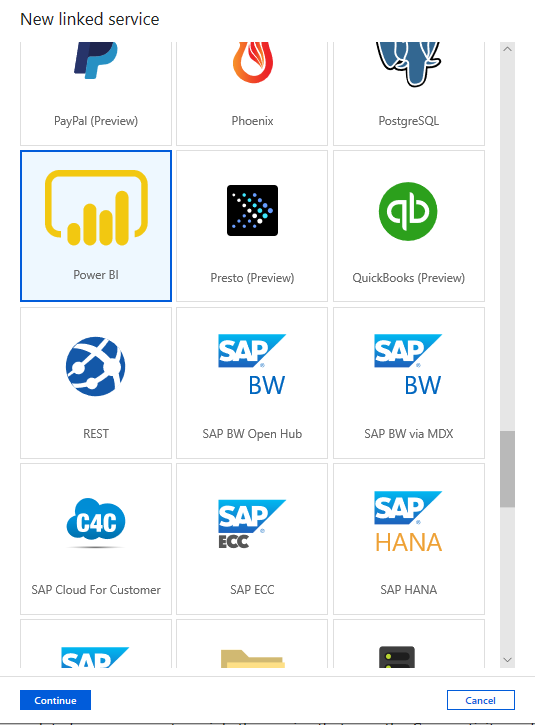 New linked service
PayPal (Preview)
Phoenix
PostgreSQL
Power BI
Presto (Preview)
qb
QuickBooks (Preview)
REST
SAP
BW
SAP BW Open Hub
SAP
BW
SAP BW via MDX
C4C
SAP Cloud For Customer
SAP
ECC
SAP ECC
SAP
HANA
SAP HANA
SAP
Continue
Cancel